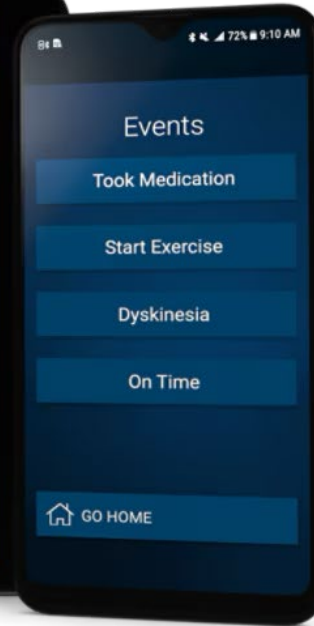 72% 9:10 AM
Events
Took Medication
Start Exercise
Dyskinesia
On Time
GO HOME